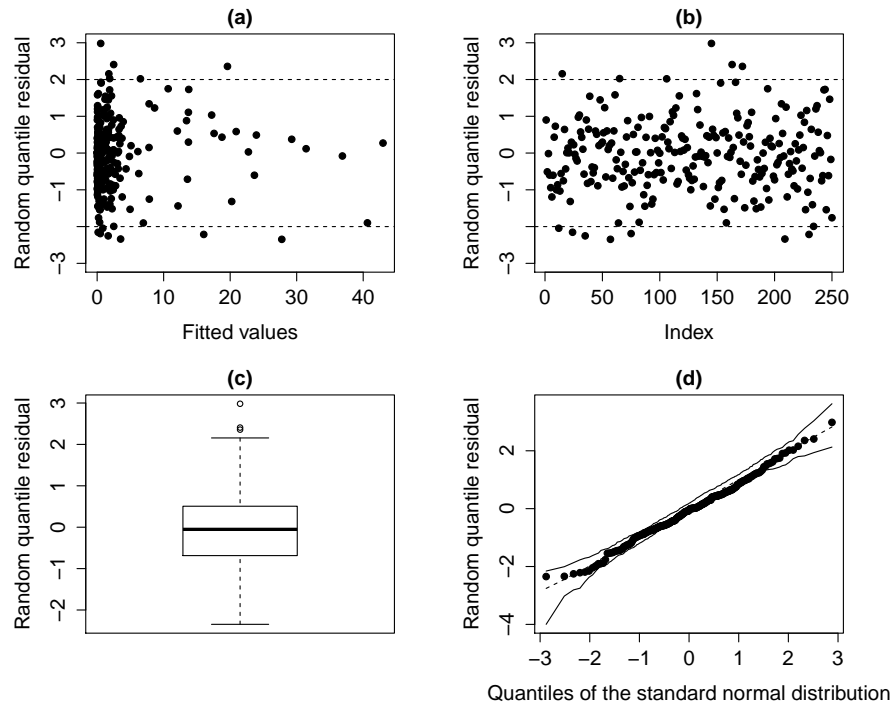 (a)
Random quantile residual
3
2
1
0
−1
−3
0 10 20 30 40
Fitted values
(b)
Random quantile residual
3
2
1
0
−1
−3
0 50 100 150 200 250
Index
(c)
Random quantile residual
3
2
1
0
−1
−2
(d)
Random quantile residual
2
0
−2
−4
−3 −2 −1 0 1 2 3
Quantiles of the standard normal distribution